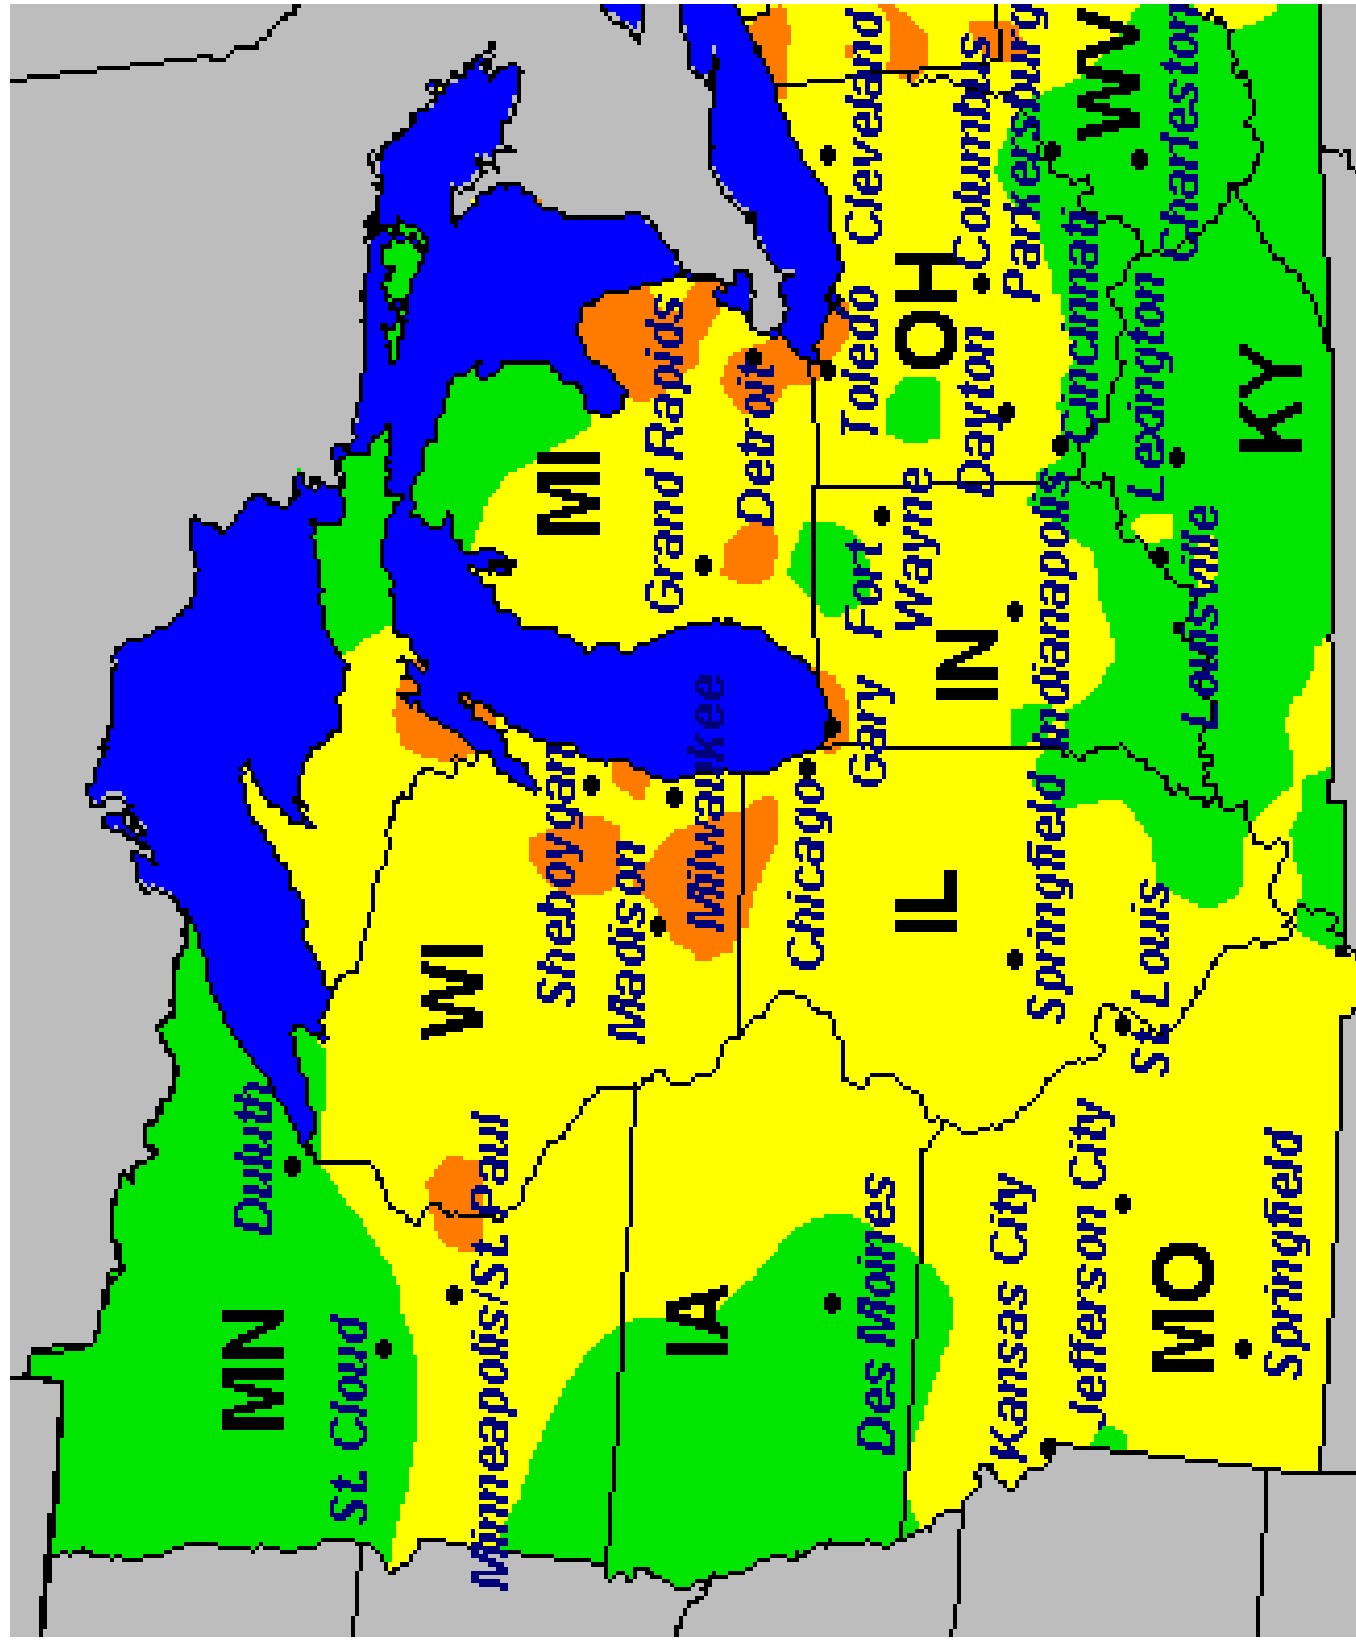 Duluth
MN
St Cloud
Minneapolis/St Paul
WI
Sheboygan
Madison
Milwaukee
MI
Grand Rapids
Detroit
IA
Des Moines
Chicago
Gary
Fort
Wayne
Toledo
Cleveland
IL
IN
OH
Columbus
Dayton
Parkersburg
Springfield
Indianapolis
Cincinnati
WV
Kansas City
Jefferson City
St Louis
Lexington
Charleston
Louisville
MO
KY
Springfield